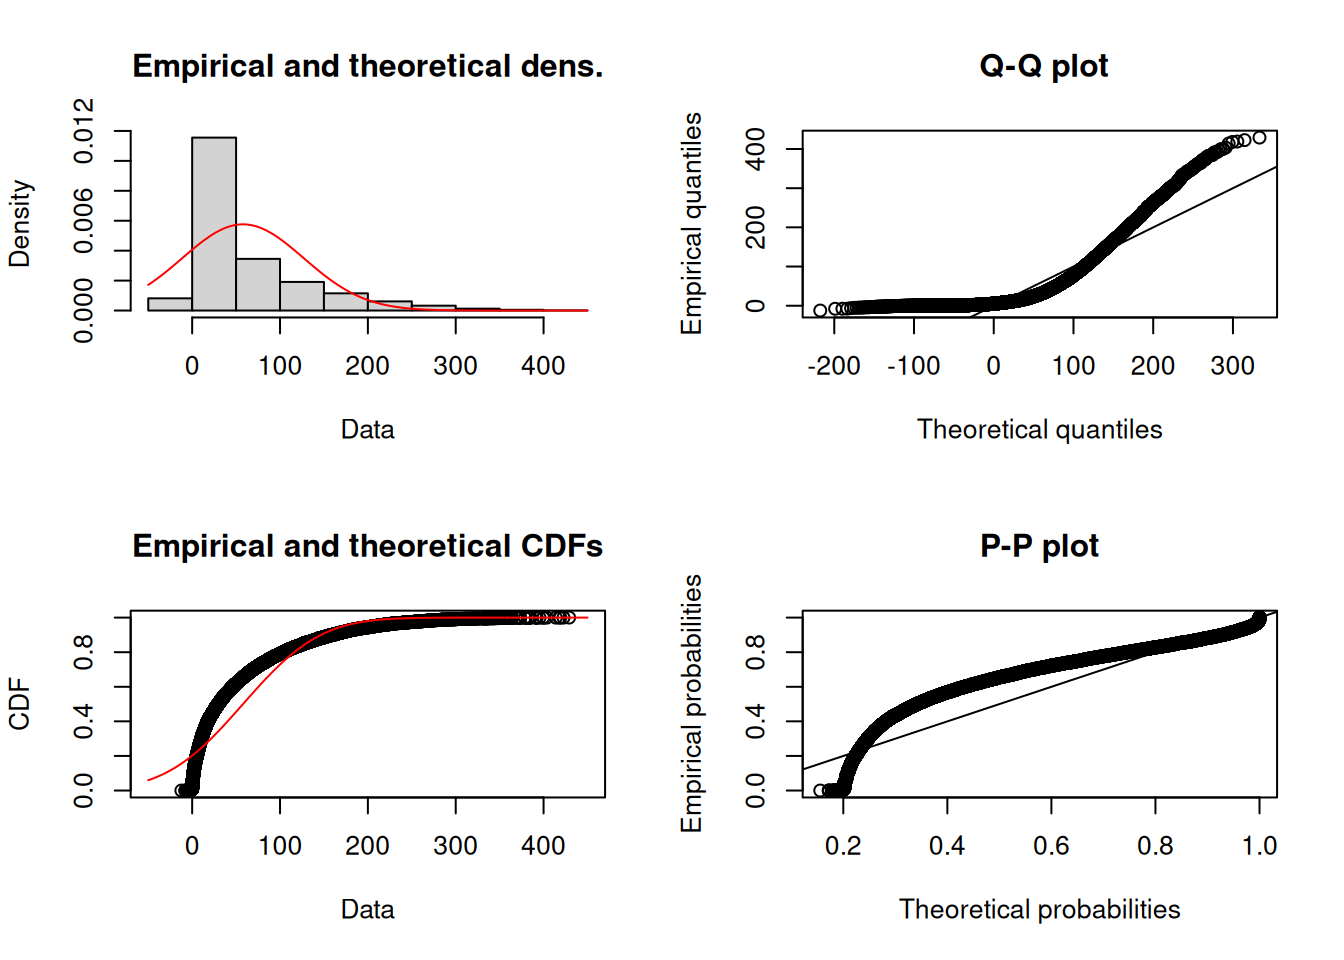 Empirical and theoretical dens.
Density
0.000 0.006 0.012
0 100 200 300 400
Data
Q-Q plot
Empirical quantiles
0 200 400
-200 -100 0 100 200 300
Theoretical quantiles
Empirical and theoretical CDFs
CDF
0.0 0.4 0.8
0 100 200 300 400
Data
P-P plot
Empirical probabilities
0.0 0.4 0.8
0.2 0.4 0.6 0.8 1.0
Theoretical probabilities